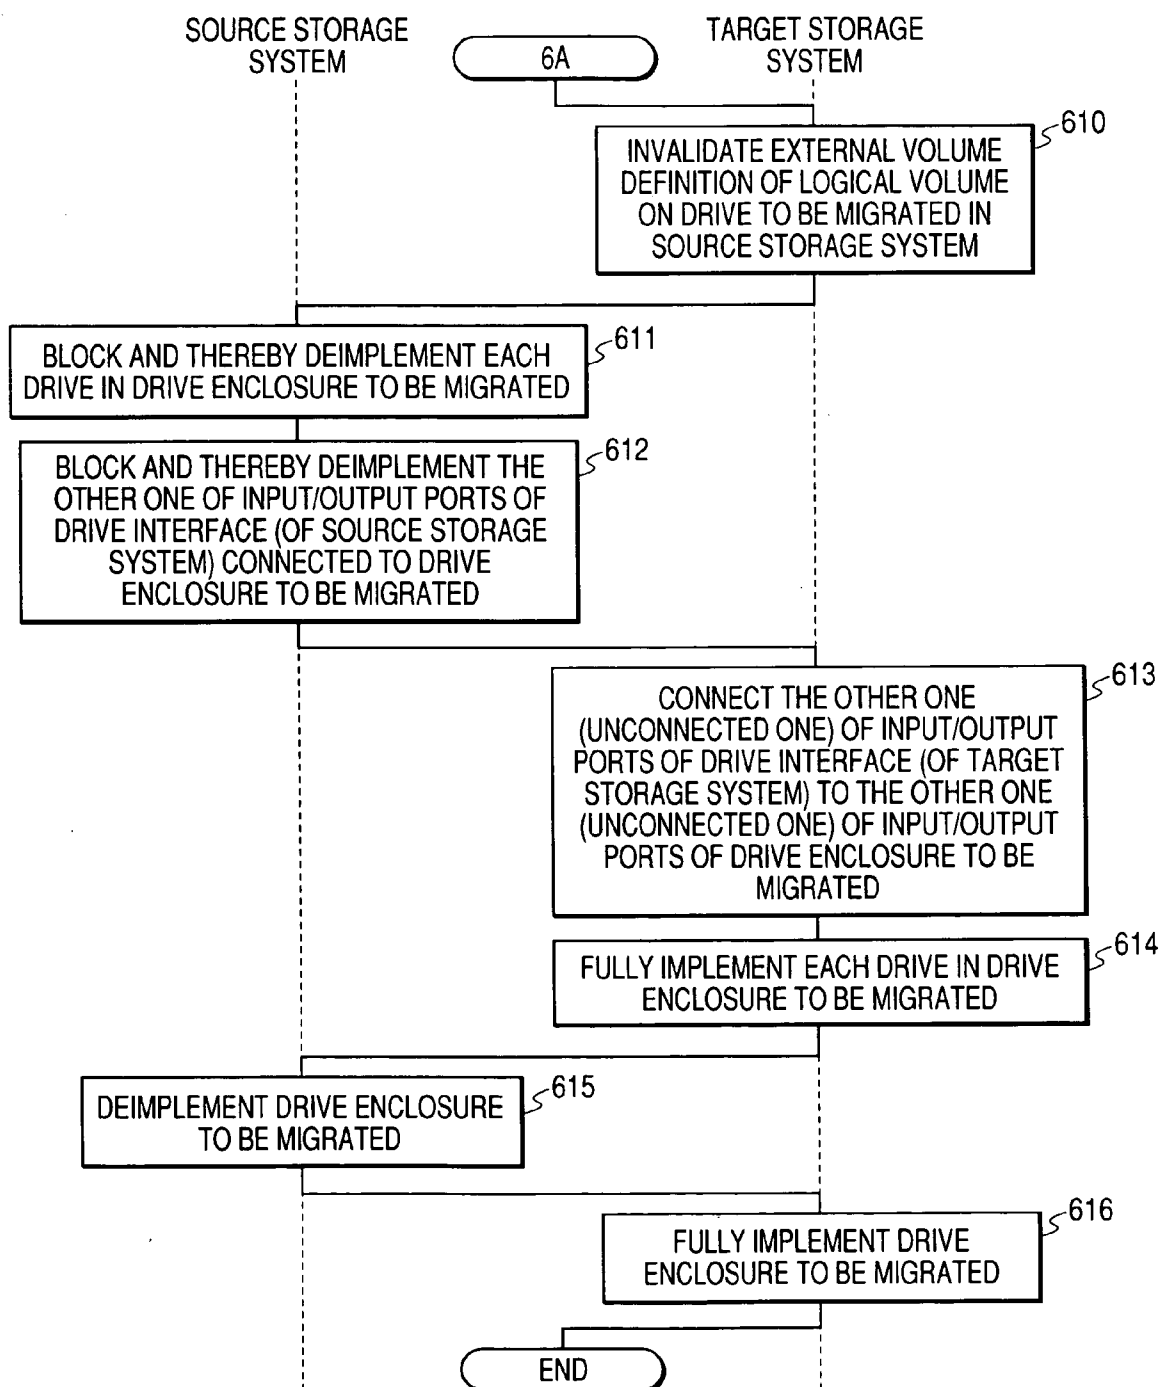 SOURCE STORAGE
SYSTEM
6A
TARGET STORAGE
SYSTEM
610
INVALIDATE EXTERNAL VOLUME
DEFINITION OF LOGICAL VOLUME
ON DRIVE TO BE MIGRATED IN
SOURCE STORAGE SYSTEM
611
BLOCK AND THEREBY DEIMPLEMENT EACH
DRIVE IN DRIVE ENCLOSURE TO BE MIGRATED
612
BLOCK AND THEREBY DEIMPLEMENT THE
OTHER ONE OF INPUT/OUTPUT PORTS OF
DRIVE INTERFACE (OF SOURCE STORAGE
SYSTEM) CONNECTED TO DRIVE
ENCLOSURE TO BE MIGRATED
613
CONNECT THE OTHER ONE
(UNCONNECTED ONE) OF INPUT/OUTPUT
PORTS OF DRIVE INTERFACE (OF TARGET
STORAGE SYSTEM) TO THE OTHER ONE
(UNCONNECTED ONE) OF INPUT/OUTPUT
PORTS OF DRIVE ENCLOSURE TO BE
MIGRATED
614
FULLY IMPLEMENT EACH DRIVE IN DRIVE
ENCLOSURE TO BE MIGRATED
615
DEIMPLEMENT DRIVE ENCLOSURE
TO BE MIGRATED
616
FULLY IMPLEMENT DRIVE
ENCLOSURE TO BE MIGRATED
END